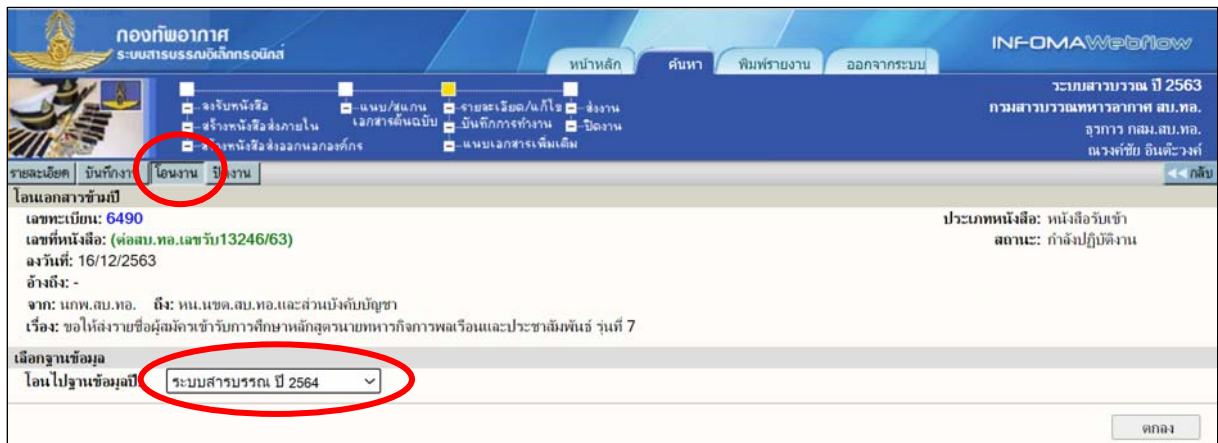 กองทัพอากาศ
ระบบสารบรรณอิเล็กทรอนิกส์
INFOMAWebflow
หน้าหลัก ค้นหา พิมพ์รายงาน ออกจากระบบ
ลงรับหนังสือ แนบ/สแกน รายละเอียด/แก้ไข ส่งงาน
สร้างหนังสือส่งภายใน เอกสารต้นฉบับ บันทึกการทำงาน ปิดงาน
สร้างหนังสือส่งออกนอกองค์กร แนบเอกสารเพิ่มเติม
ระบบสารบรรณ ปี 2563
กรมสารบรรณทหารอากาศ สบ.ทอ.
ธุรการ กสม.สบ.ทอ.
ณรงค์ชัย อินต๊ะวงค์
รายละเอียด บันทึกงาน โอนงาน ปิดงาน กลับ
โอนเอกสารข้ามปี
เลขทะเบียน: 6490 ประเภทหนังสือ: หนังสือรับเข้า
เลขที่หนังสือ: (ต่อสบ.ทอ.เลขรับ13246/63) สถานะ: กำลังปฏิบัติงาน
ลงวันที่: 16/12/2563
อ้างถึง: -
จาก: นกพ.สบ.ทอ. ถึง: หน.นขต.สบ.ทอ.และส่วนบังคับบัญชา
เรื่อง: ขอให้ส่งรายชื่อผู้สมัครเข้ารับการศึกษาหลักสูตรนายทหารกิจการพลเรือนและประชาสัมพันธ์ รุ่นที่ 7
เลือกฐานข้อมูล
โอนไปฐานข้อมูลปี ระบบสารบรรณ ปี 2564
ตกลง